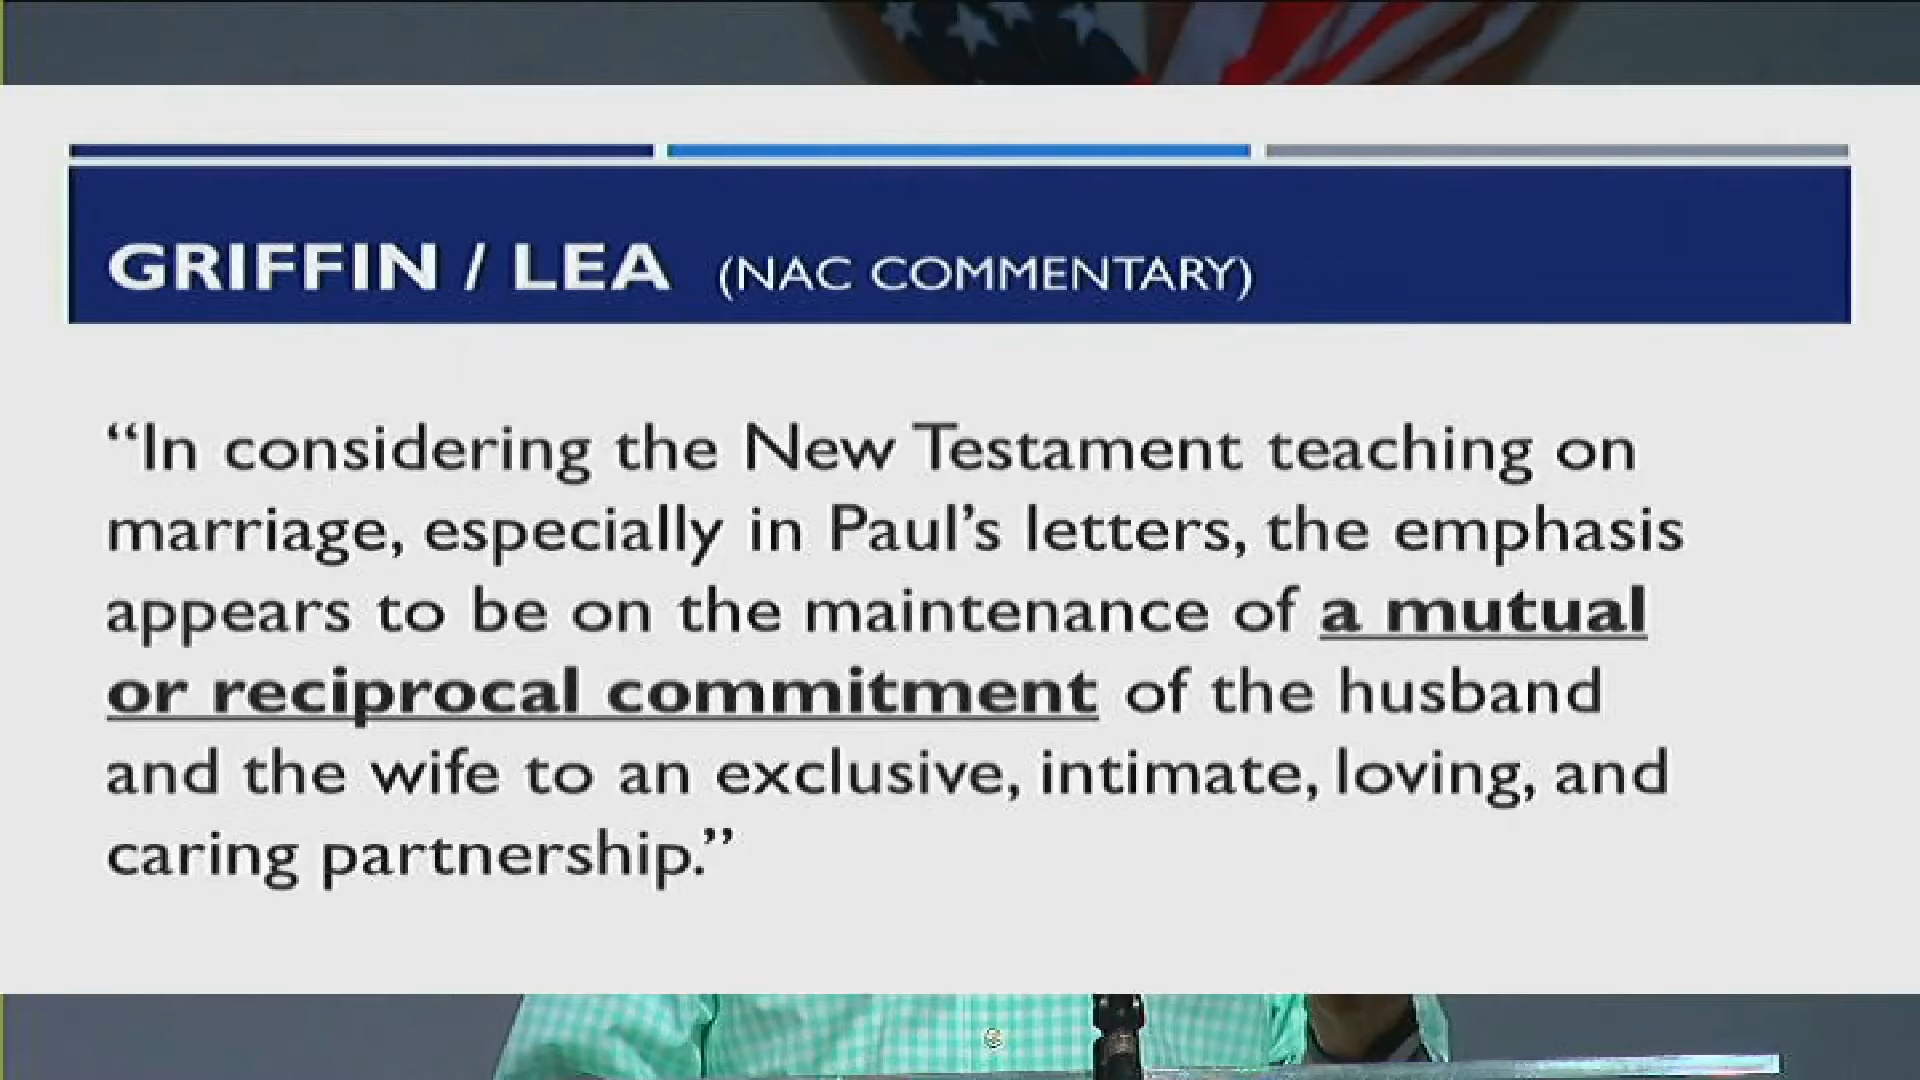 GRIFFIN / LEA (NAC COMMENTARY)
“In considering the New Testament teaching on
marriage, especially in Paul’s letters, the emphasis
appears to be on the maintenance of a mutual
or reciprocal commitment of the husband
and the wife to an exclusive, intimate, loving, and
caring partnership.”